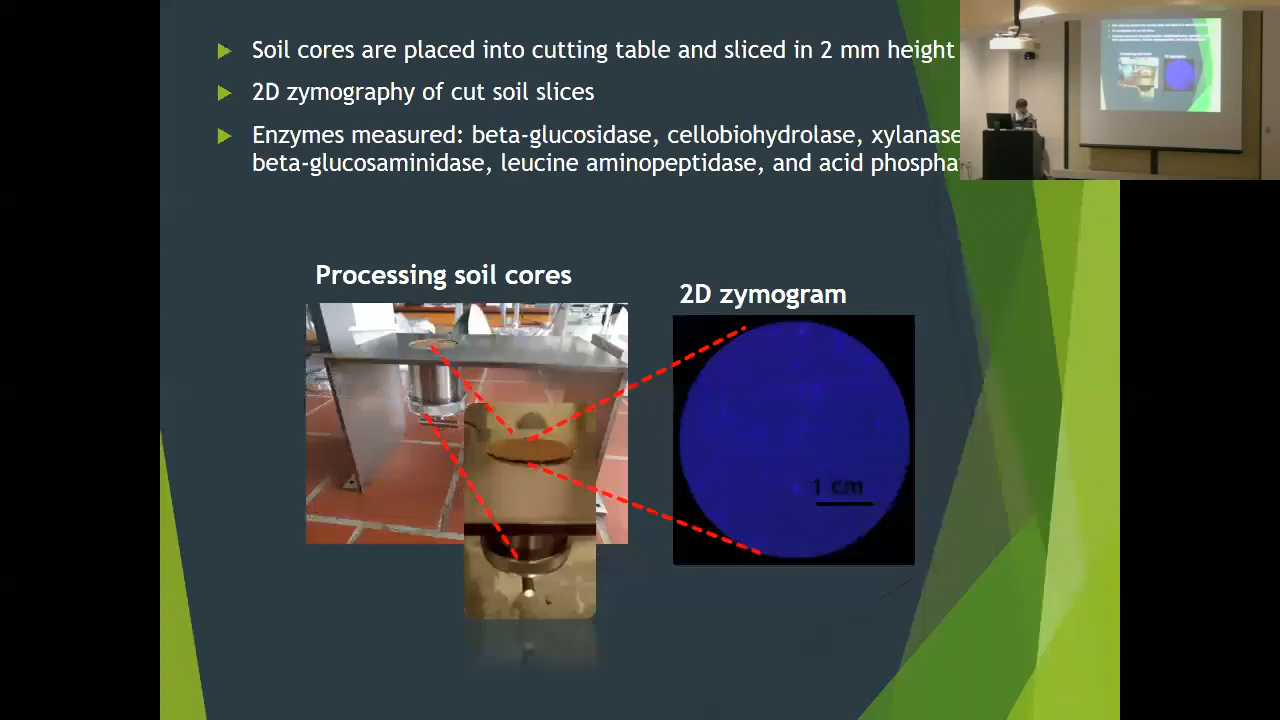 Soil cores are placed into cutting table and sliced in 2 mm height
2D zymography of cut soil slices
Enzymes measured: beta-glucosidase, cellobiohydrolase, xylanase
beta-glucosaminidase, leucine aminopeptidase, and acid
Processing soil cores
2D zymogram
1 cm